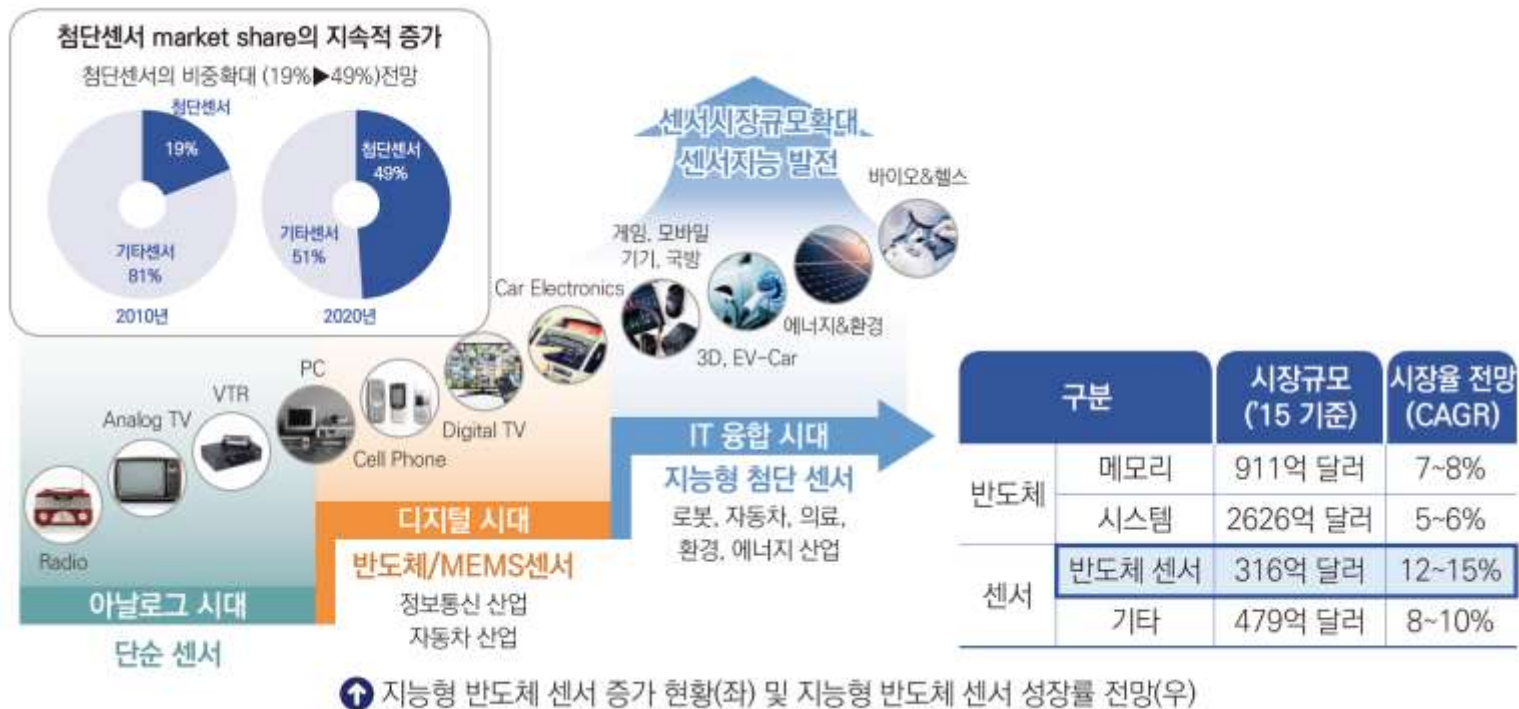 첨단센서 market share의 지속적 증가
첨단센서의 비중확대 (19%▶49%)전망
첨단센서
19%
기타센서
81%
2010년
첨단센서
49%
기타센서
51%
2020년
센서시장규모확대
센서지능 발전
바이오&헬스
게임, 모바일
기기, 국방
에너지&환경
3D, EV-Car
Car Electronics
Digital TV
PC
Cell Phone
VTR
Analog TV
Radio
아날로그 시대
단순 센서
디지털 시대
반도체/MEMS센서
정보통신 산업
자동차 산업
IT 융합 시대
지능형 첨단 센서
로봇, 자동차, 의료,
환경, 에너지 산업
구분
시장규모
('15 기준)
시장율 전망
(CAGR)
반도체
메모리 911억 달러 7~8%
시스템 2626억 달러 5~6%
센서
반도체 센서 316억 달러 12~15%
기타 479억 달러 8~10%
지능형 반도체 센서 증가 현황(좌) 및 지능형 반도체 센서 성장률 전망(우)